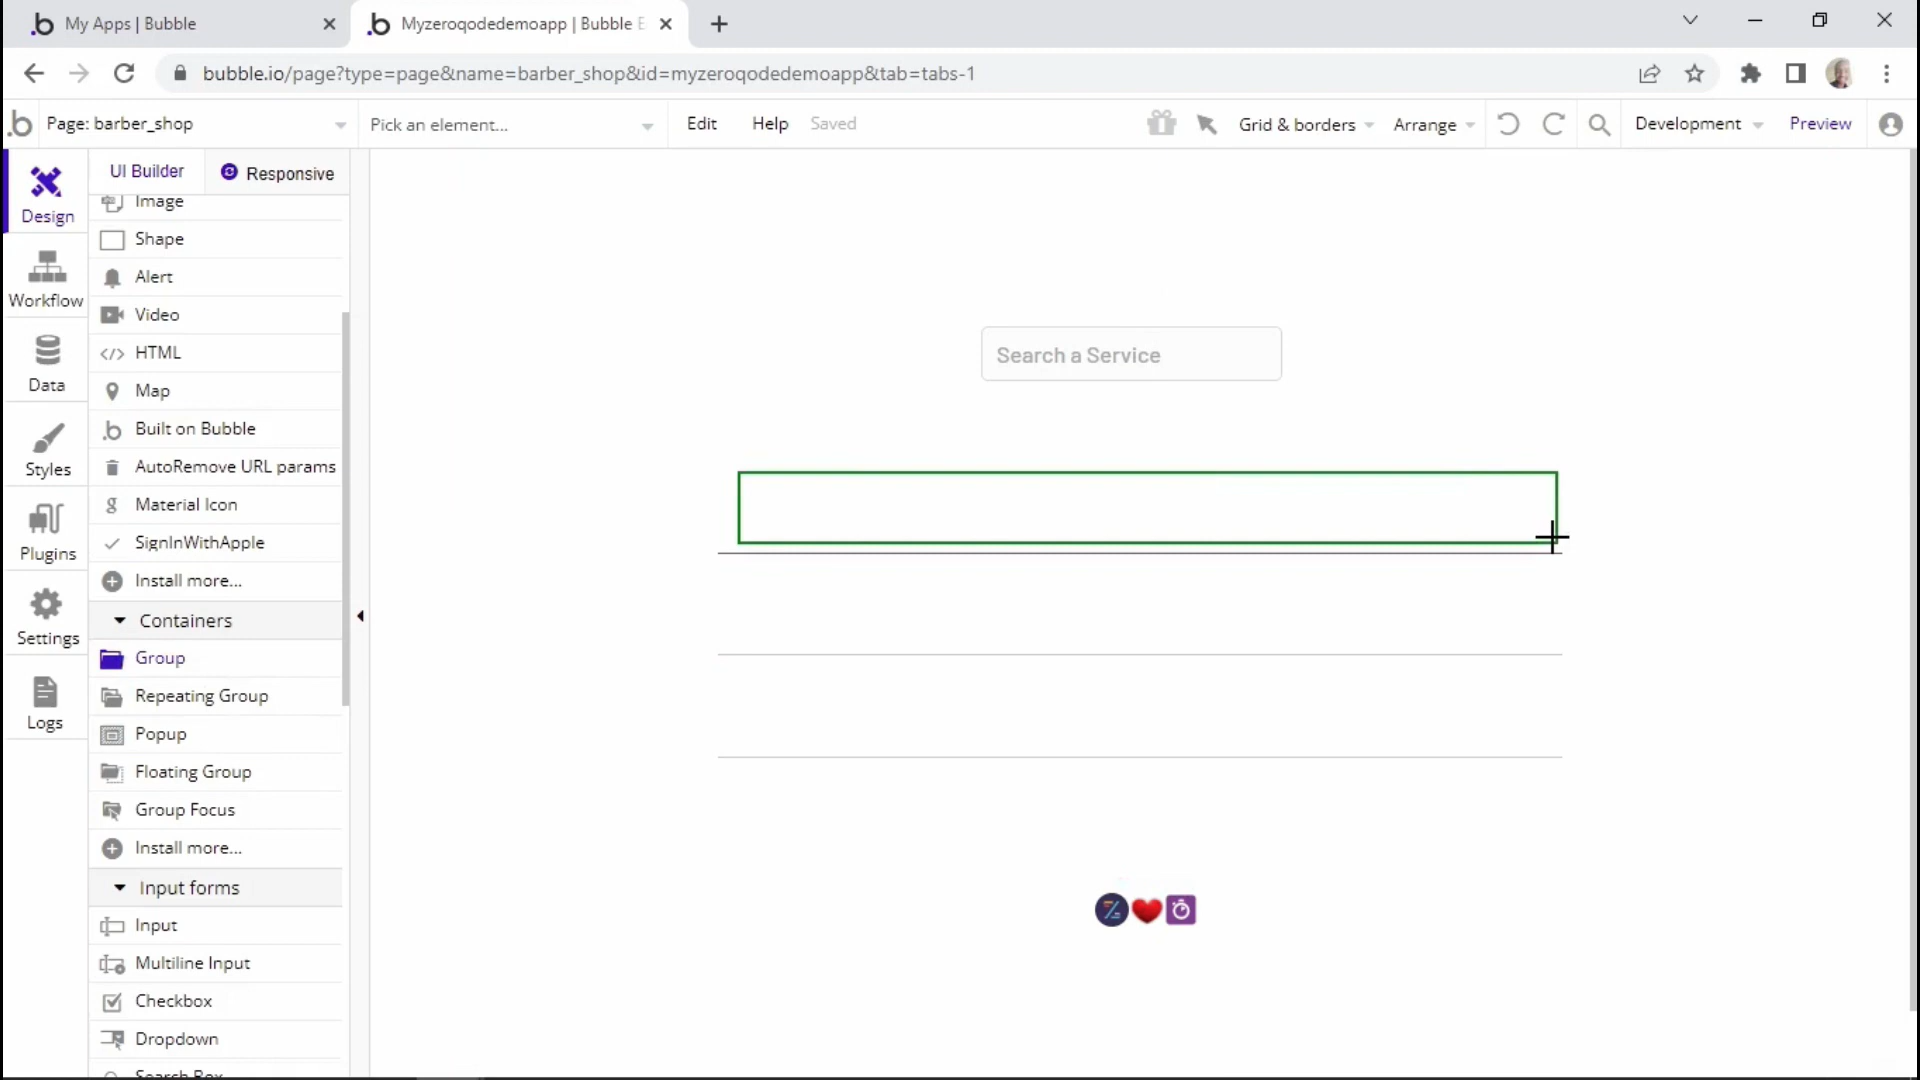 My Apps | Bubble
Myzeroqodedemoapp | Bubble E
bubble.io/page?type=page&name=barber_shop&id=myzeroqodedemoapp&tab=tabs-1
Page: barber_shop
Pick an element...
Edit
Help
Saved
Grid & borders
Arrange
Development
Preview
Design
Workflow
Data
Styles
Plugins
Settings
Logs
UI Builder
Responsive
Image
Shape
Alert
Video
HTML
Map
Built on Bubble
AutoRemove URL params
Material Icon
SignInWithApple
Install more...
Containers
Group
Repeating Group
Popup
Floating Group
Group Focus
Install more...
Input forms
Input
Multiline Input
Checkbox
Dropdown
Search Box
Search a Service